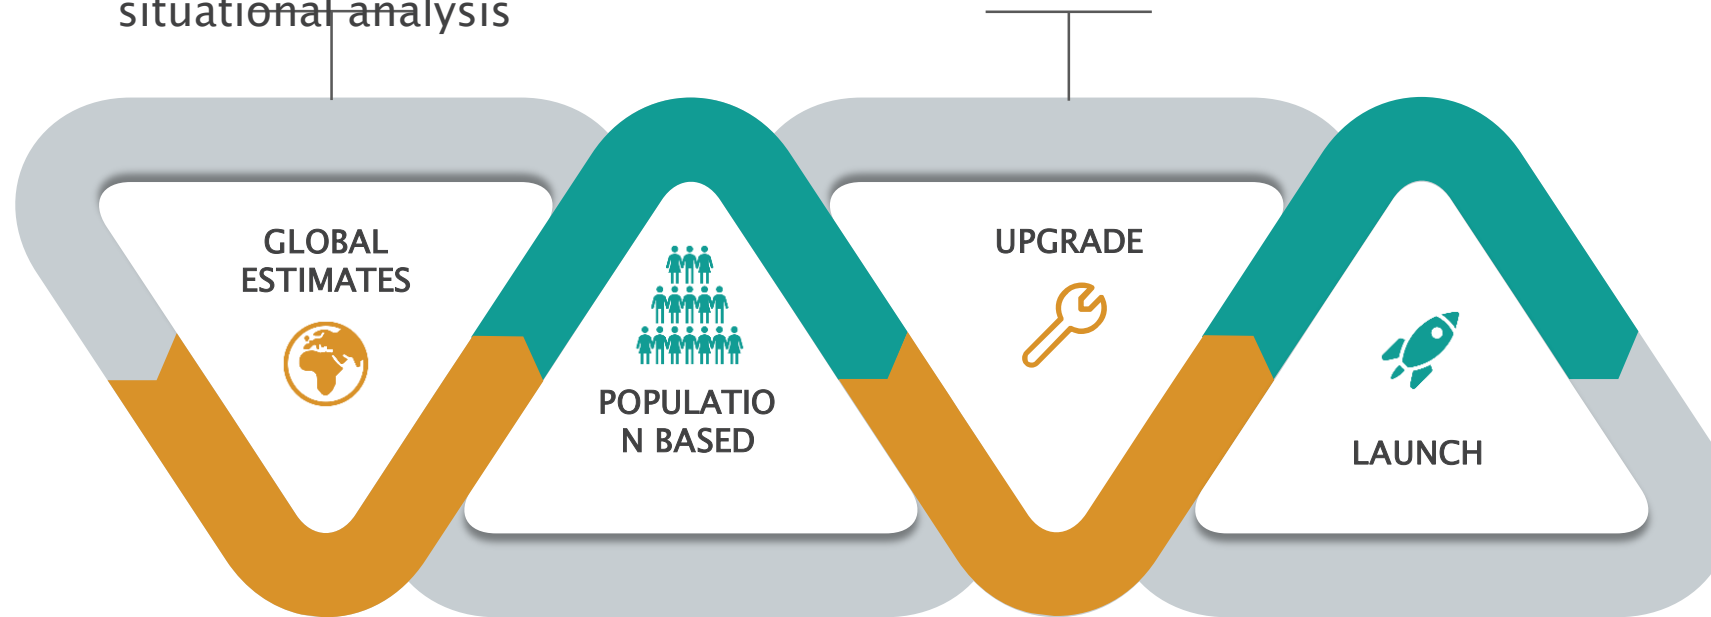 situational analysis
GLOBAL
ESTIMATES
POPULATIO
N BASED
UPGRADE
LAUNCH